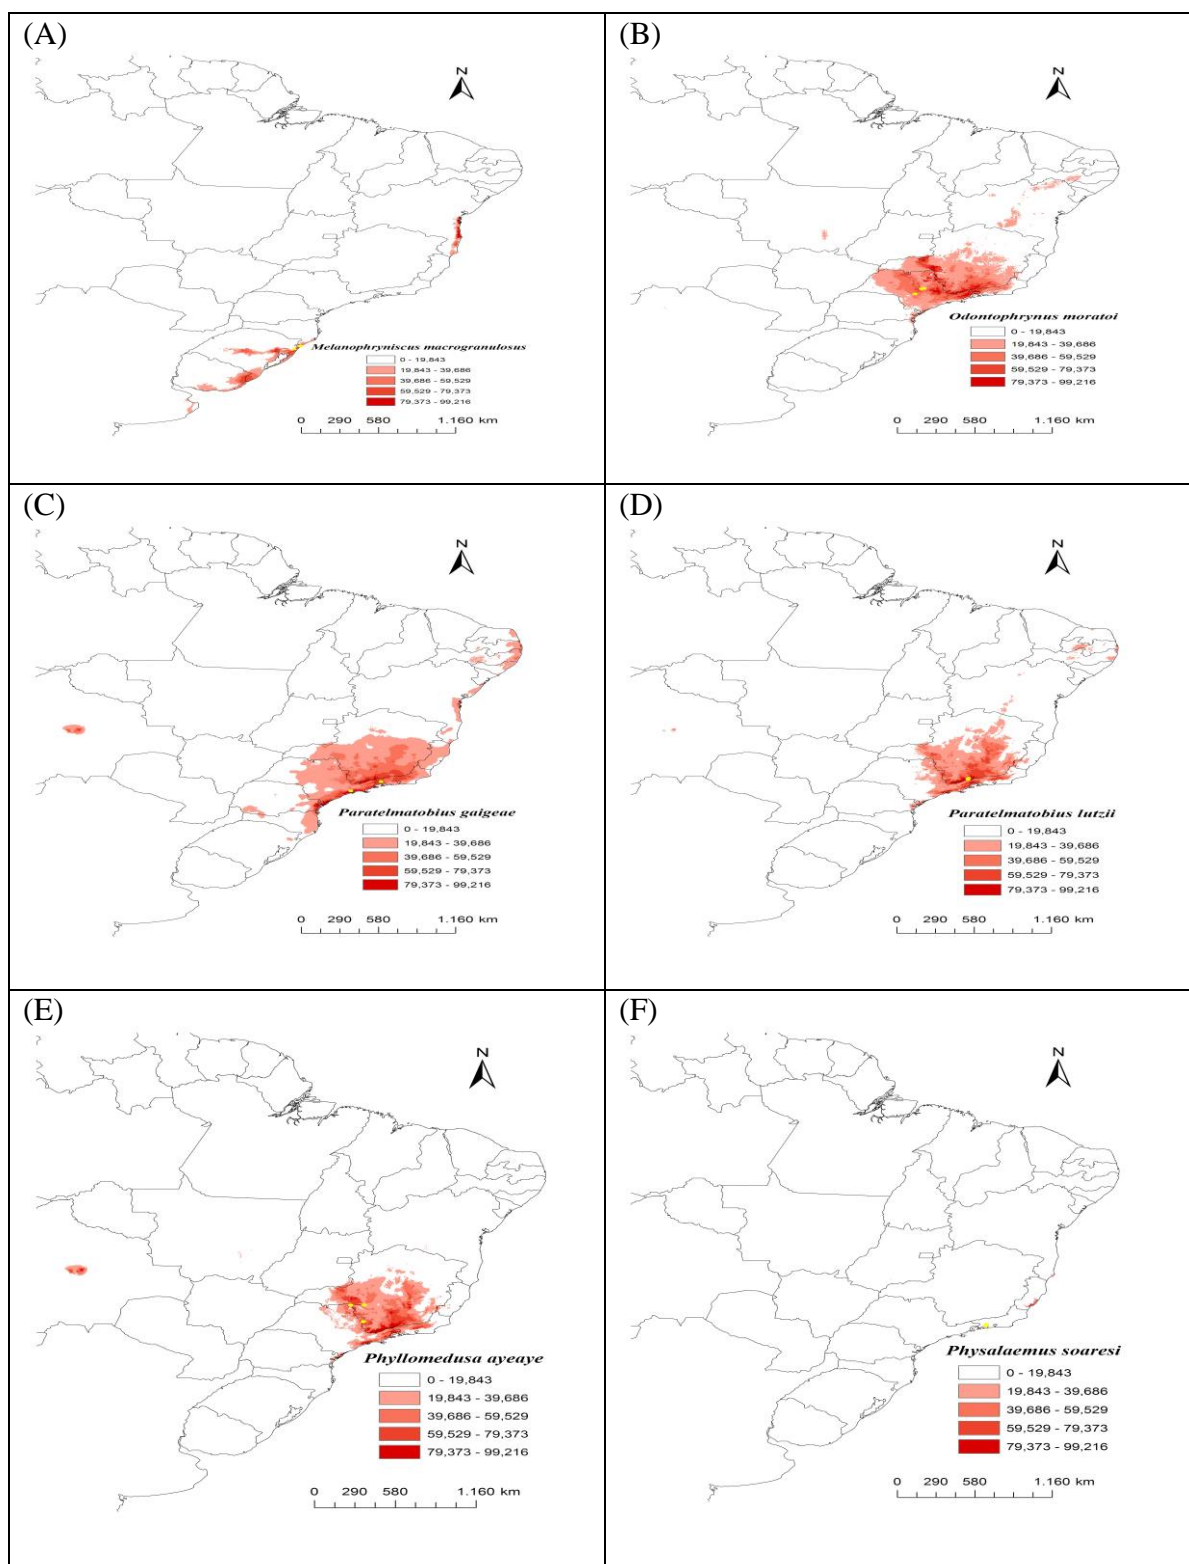 (A)
N
Melanophryniscus macrogranulosus
0 - 19,843
19,843 - 39,686
39,686 - 59,529
59,529 - 79,373
79,373 - 99,216
0 290 580 1.160 km
(B)
N
Odontophrynus moratoi
0 - 19,843
19,843 - 39,686
39,686 - 59,529
59,529 - 79,373
79,373 - 99,216
0 290 580 1.160 km
(C)
N
Paratelmatobius gaigeae
0 - 19,843
19,843 - 39,686
39,686 - 59,529
59,529 - 79,373
79,373 - 99,216
0 290 580 1.160 km
(D)
N
Paratelmatobius lutzii
0 - 19,843
19,843 - 39,686
39,686 - 59,529
59,529 - 79,373
79,373 - 99,216
0 290 580 1.160 km
(E)
N
Phyllomedusa ayeaye
0 - 19,843
19,843 - 39,686
39,686 - 59,529
59,529 - 79,373
79,373 - 99,216
0 290 580 1.160 km
(F)
N
Physalaemus soaresi
0 - 19,843
19,843 - 39,686
39,686 - 59,529
59,529 - 79,373
79,373 - 99,216
0 290 580 1.160 km